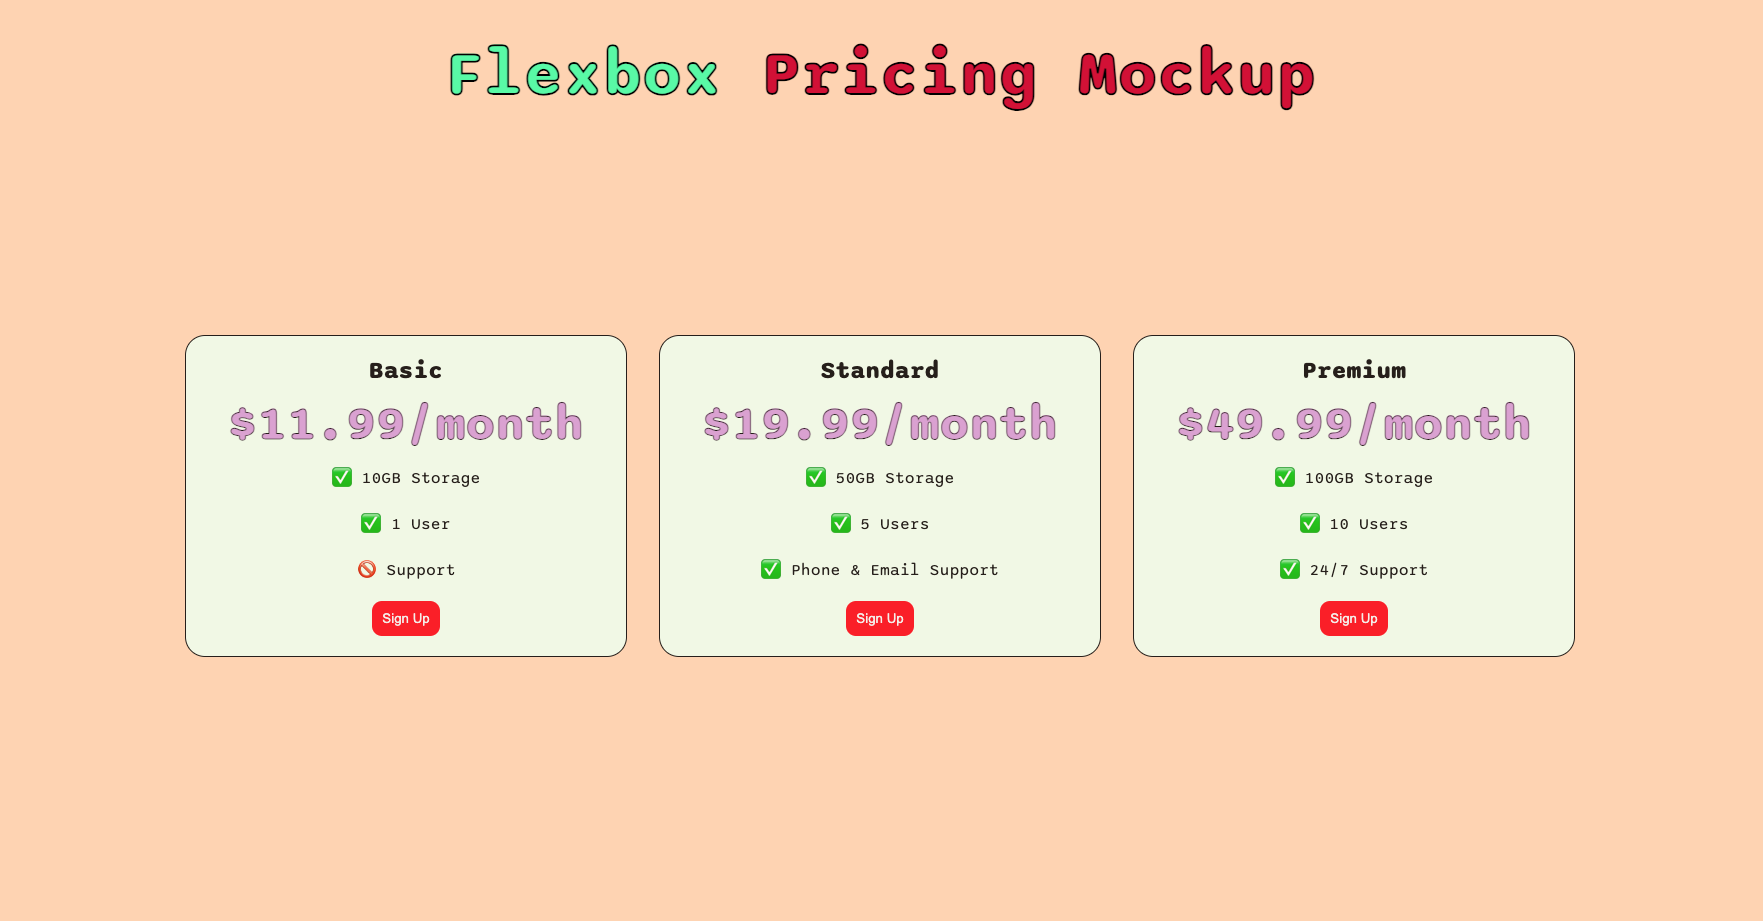 Flexbox Pricing Mockup
Basic
$11.99/month
✅ 10GB Storage
✅ 1 User
🚫 Support
Sign Up
Standard
$19.99/month
✅ 50GB Storage
✅ 5 Users
✅ Phone & Email Support
Sign Up
Premium
$49.99/month
✅ 100GB Storage
✅ 10 Users
✅ 24/7 Support
Sign Up